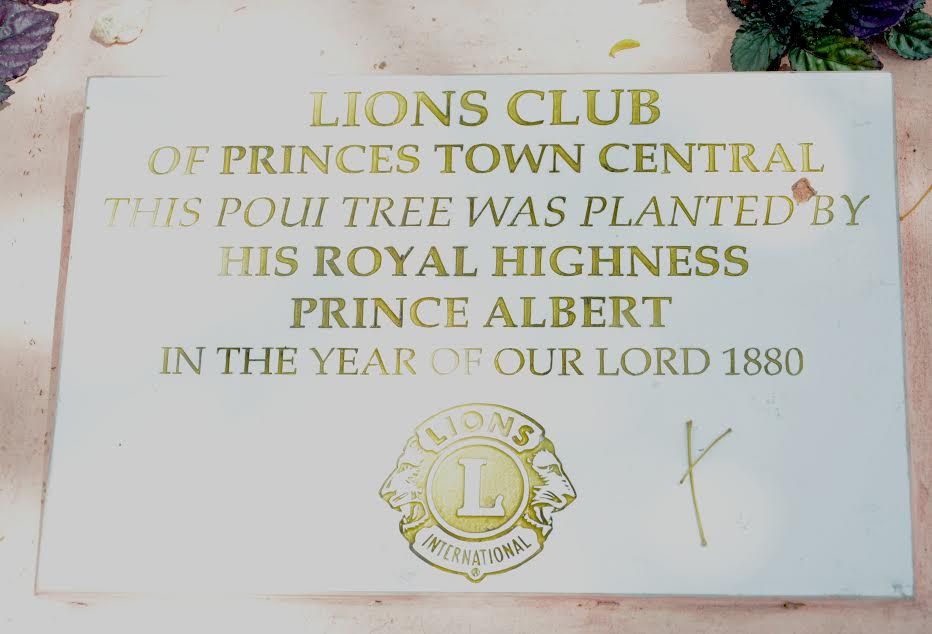 LIONS CLUB
OF PRINCES TOWN CENTRAL
THIS POUI TREE WAS PLANTED BY
HIS ROYAL HIGHNESS
PRINCE ALBERT
IN THE YEAR OF OUR LORD 1880
LIONS
L
INTERNATIONAL
®